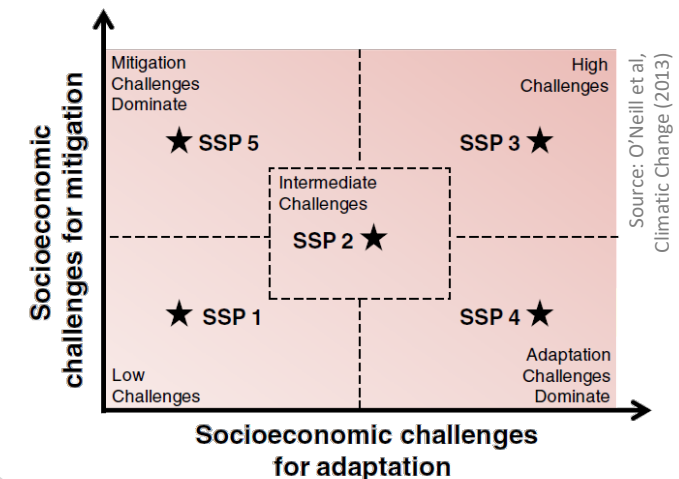 Socioeconomic
challenges for mitigation
Mitigation
Challenges
Dominate
High
Challenges
SSP 5
SSP 3
Intermediate
Challenges
SSP 2
SSP 1
SSP 4
Low
Challenges
Adaptation
Challenges
Dominate
Socioeconomic challenges
for adaptation
Source: O'Neill et al,
Climatic Change (2013)